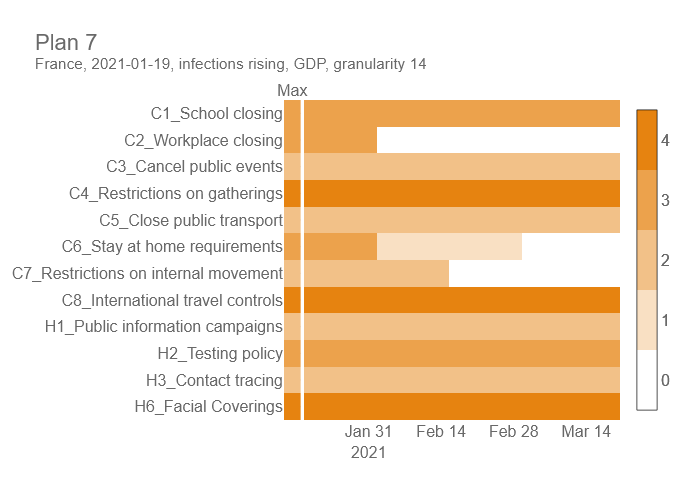 Plan 7
France, 2021-01-19, infections rising, GDP, granularity 14
Max
C1_School closing
C2_Workplace closing
C3_Cancel public events
C4_Restrictions on gatherings
C5_Close public transport
C6_Stay at home requirements
C7_Restrictions on internal movement
C8_International travel controls
H1_Public information campaigns
H2_Testing policy
H3_Contact tracing
H6_Facial Coverings
Jan 31 Feb 14 Feb 28 Mar 14
2021
4
3
2
1
0